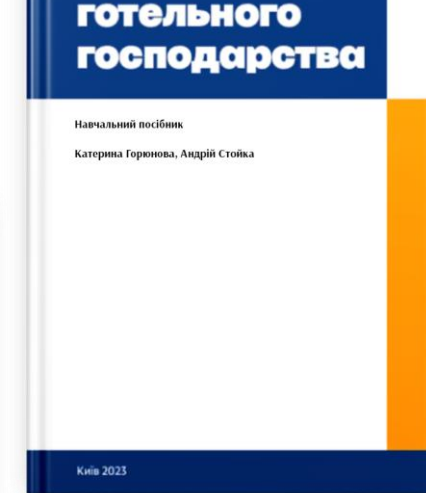 готельного
господарства
Навчальний посібник
Катерина Горюнова, Андрій Стойка
Київ 2023